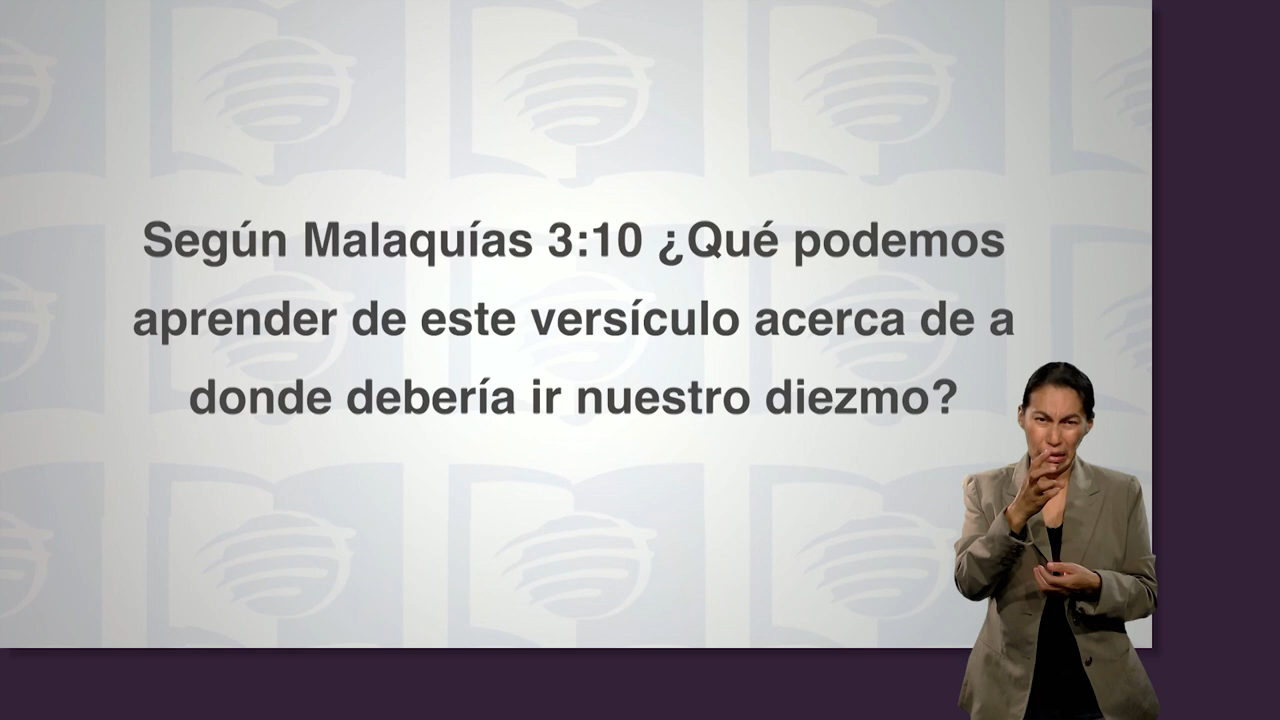 Según Malaquías 3:10 ¿Qué podemos
aprender de este versículo acerca de a
donde debería ir nuestro diezmo?